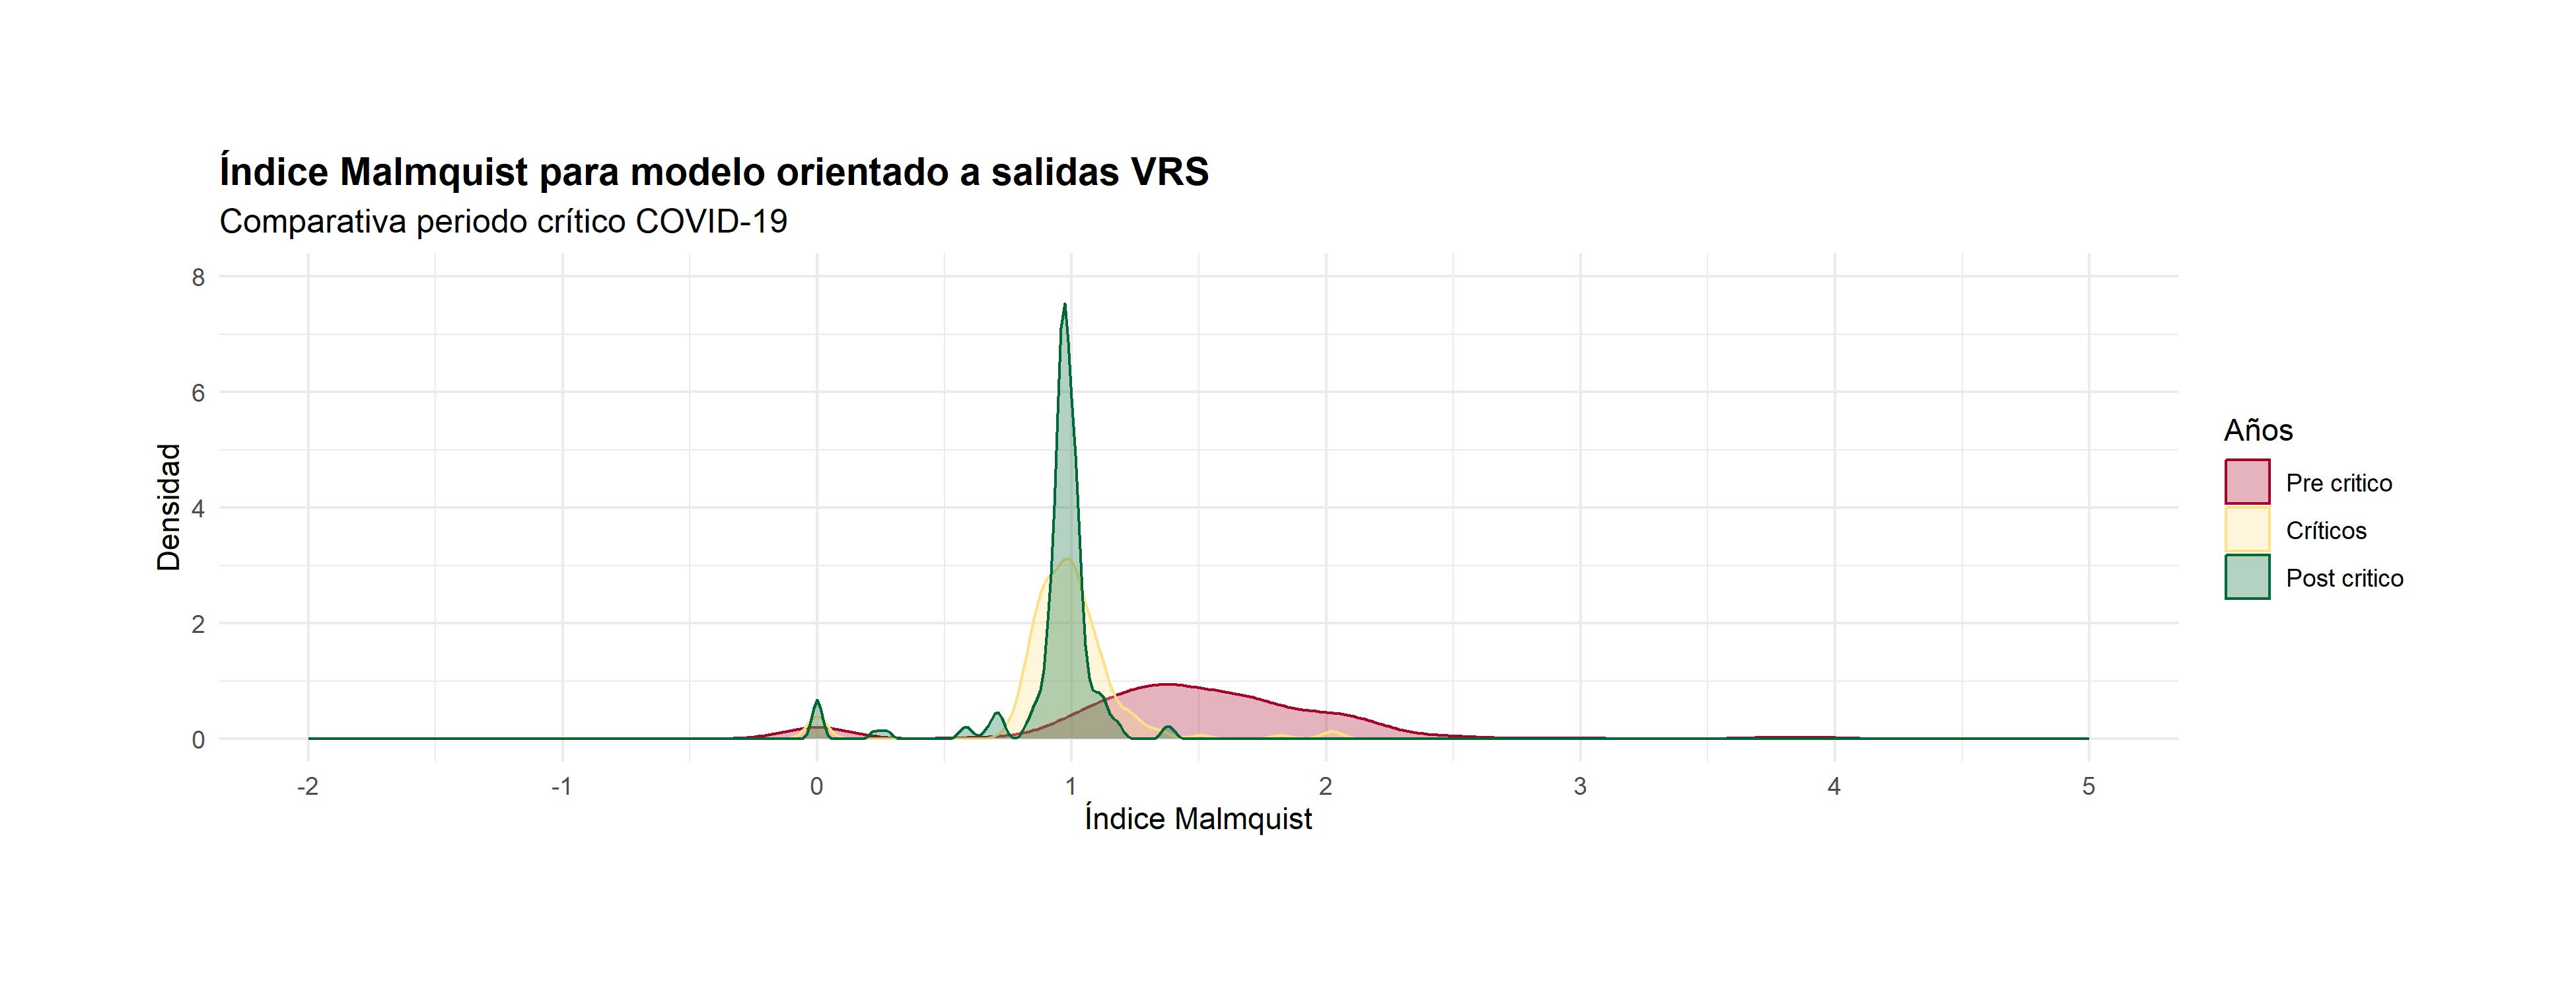 Índice Malmquist para modelo orientado a salidas VRS
Comparativa periodo crítico COVID-19
8
6
4
2
0
Densidad
-2 -1 0 1 2 3 4 5
Índice Malmquist
Años
Pre critico
Críticos
Post critico